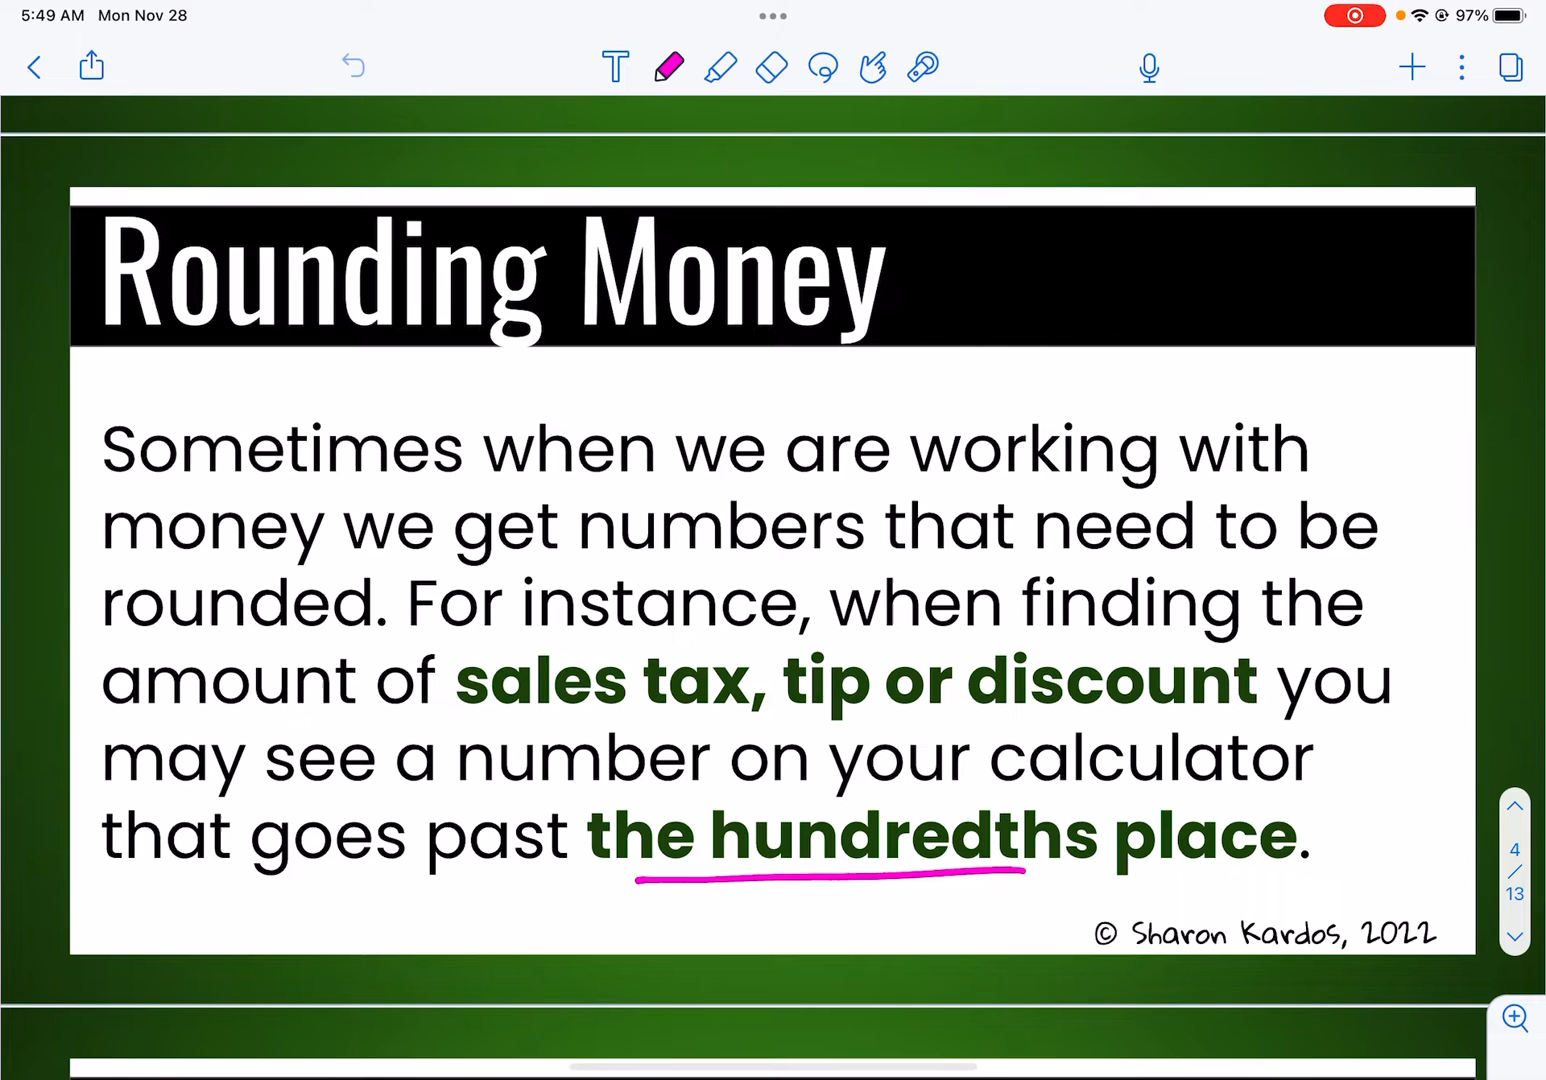 5:49 AM Mon Nov 28
97%
T
Rounding Money
Sometimes when we are working with
money we get numbers that need to be
rounded. For instance, when finding the
amount of sales tax, tip or discount you
may see a number on your calculator
that goes past the hundredths place.
© Sharon Kardos, 2022
4
/
13